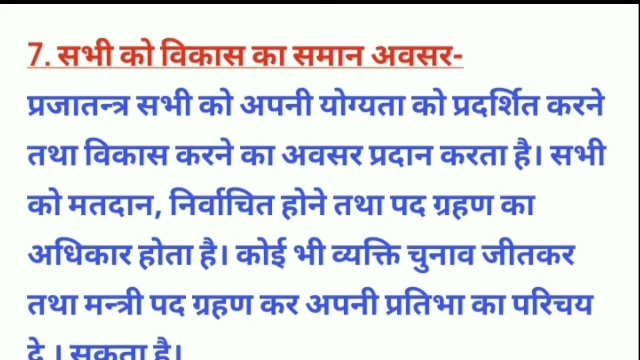 7. सभी को विकास का समान अवसर-
प्रजातन्त्र सभी को अपनी योग्यता को प्रदर्शित करने
तथा विकास करने का अवसर प्रदान करता है। सभी
को मतदान, निर्वाचित होने तथा पद ग्रहण का
अधिकार होता है। कोई भी व्यक्ति चुनाव जीतकर
तथा मन्त्री पद ग्रहण कर अपनी प्रतिभा का परिचय
दे । सकता है।